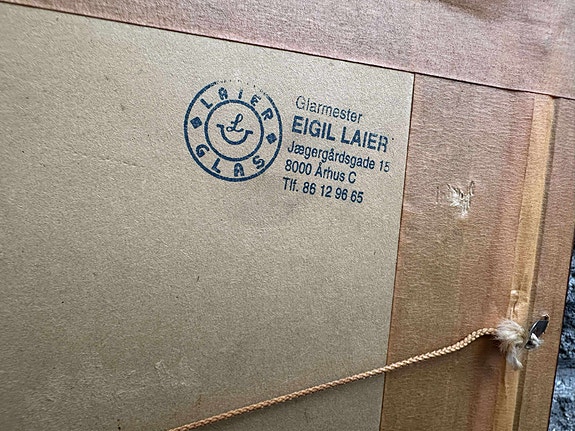 LAIER
L
GLAS
Glarmester
EIGIL LAIER
Jægergårdsgade 15
8000 Århus C
Tlf. 86 12 96 65